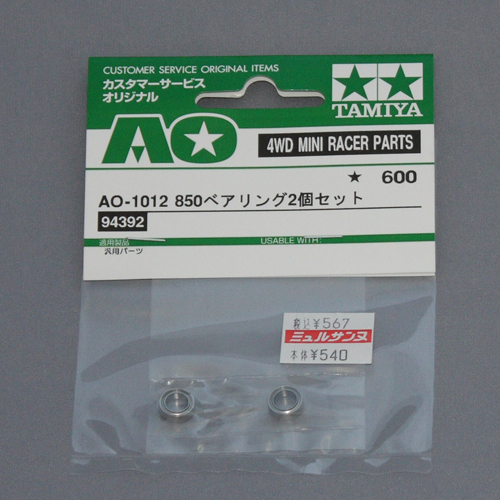 CUSTOMER SERVICE ORIGINAL ITEMS
カスタマーサービス
オリジナル
TAMIYA
AO
4WD MINI RACER PARTS
★ 600
AO-1012 850ベアリング2個セット
94392
適用製品 USABLE WITH:
汎用パーツ
税込¥567
ミュルサンヌ
本体¥540